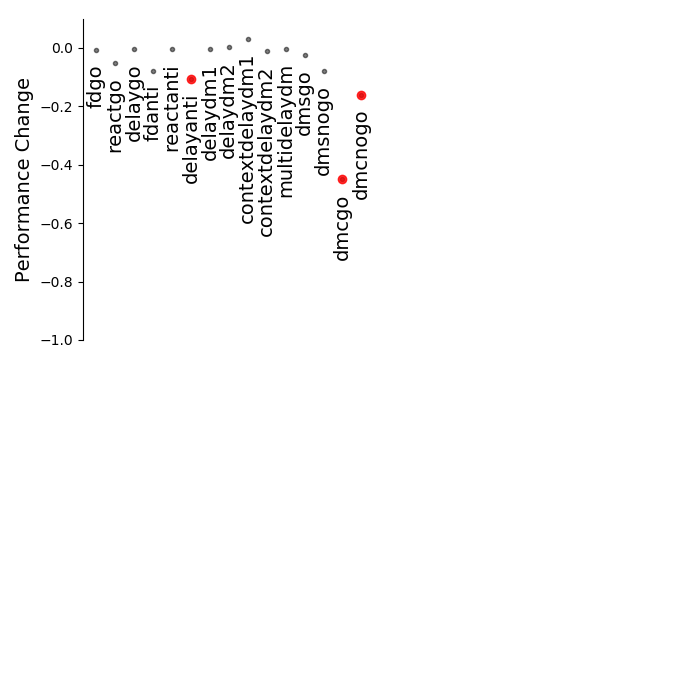 0.0
−0.2
−0.4
−0.6
−0.8
−1.0
Performance Change
fdgo
reactgo
delaygo
fdanti
reactanti
delayanti
delaydm1
delaydm2
contextdelaydm1
contextdelaydm2
multidelaydm
dmsgo
dmsnogo
dmcgo
dmcnogo